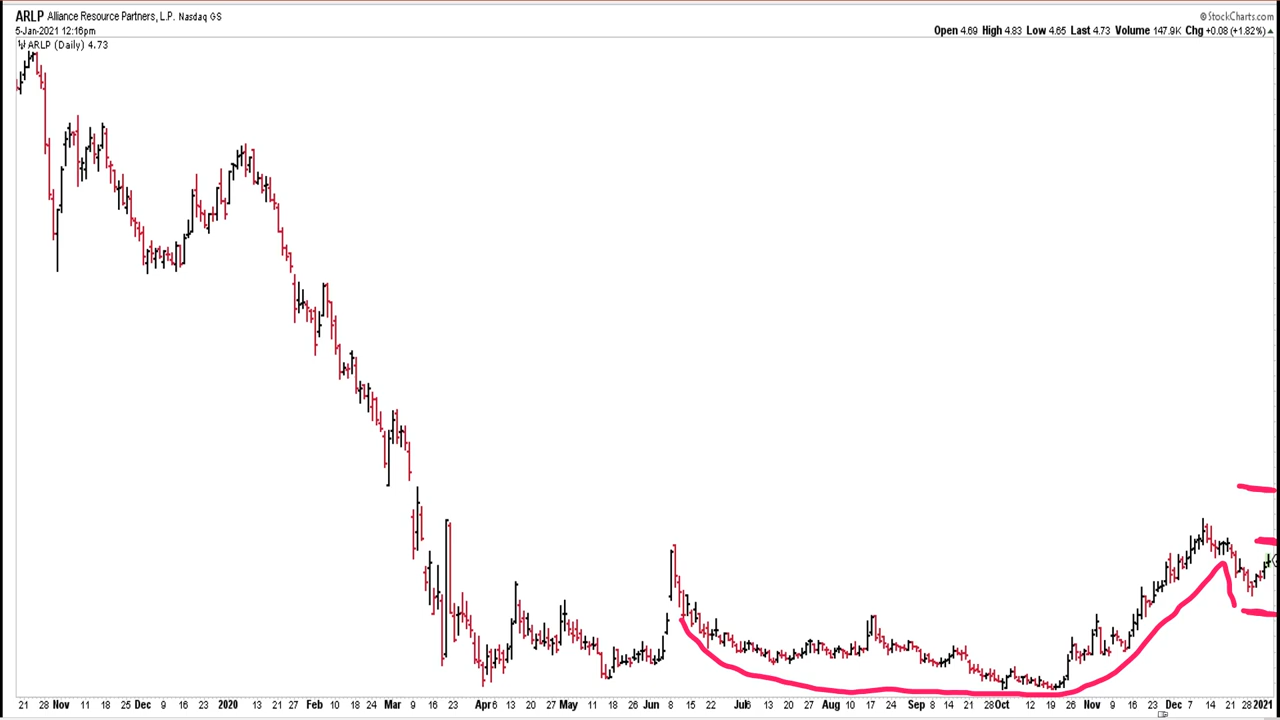 ARLP Alliance Resource Partners, L.P. Nasdaq GS
© StockCharts.com
5-Jan-2021 12:16pm
Open 4.69 High 4.83 Low 4.65 Last 4.73 Volume 147.9K Chg +0.08 (+1.82%)
ARLP (Daily) 4.73
21 28 Nov 11 18 25 Dec 9 16 23 2020 13 21 27 Feb 10 18 24 Mar 9 16 23 Apr 6 13 20 27 May 11 18 26 Jun 8 15 22 Jul 6 13 20 27 Aug 10 17 24 Sep 8 14 21 Oct 12 19 26 Nov 9 16 23 Dec 7 14 21 28 2021